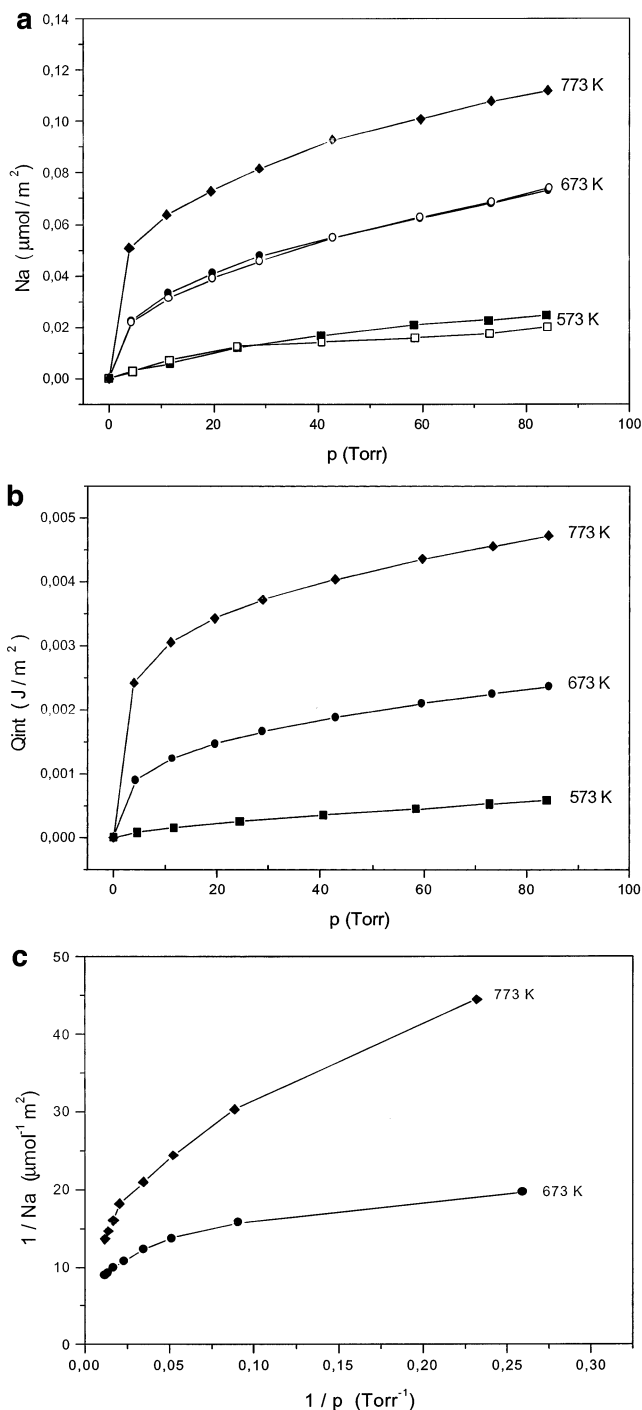 a
0,14
0,12
0,10
0,08
0,06
0,04
0,02
0,00
Na ( μmol / m² )
773 K
673 K
573 K
0 20 40 60 80 100
p (Torr)
b
0,005
0,004
0,003
0,002
0,001
0,000
Qint ( J / m² )
773 K
673 K
573 K
0 20 40 60 80 100
p (Torr)
c
50
40
30
20
10
0
1 / Na (μmol⁻¹ m²)
773 K
673 K
0,00 0,05 0,10 0,15 0,20 0,25 0,30
1 / p (Torr⁻¹)